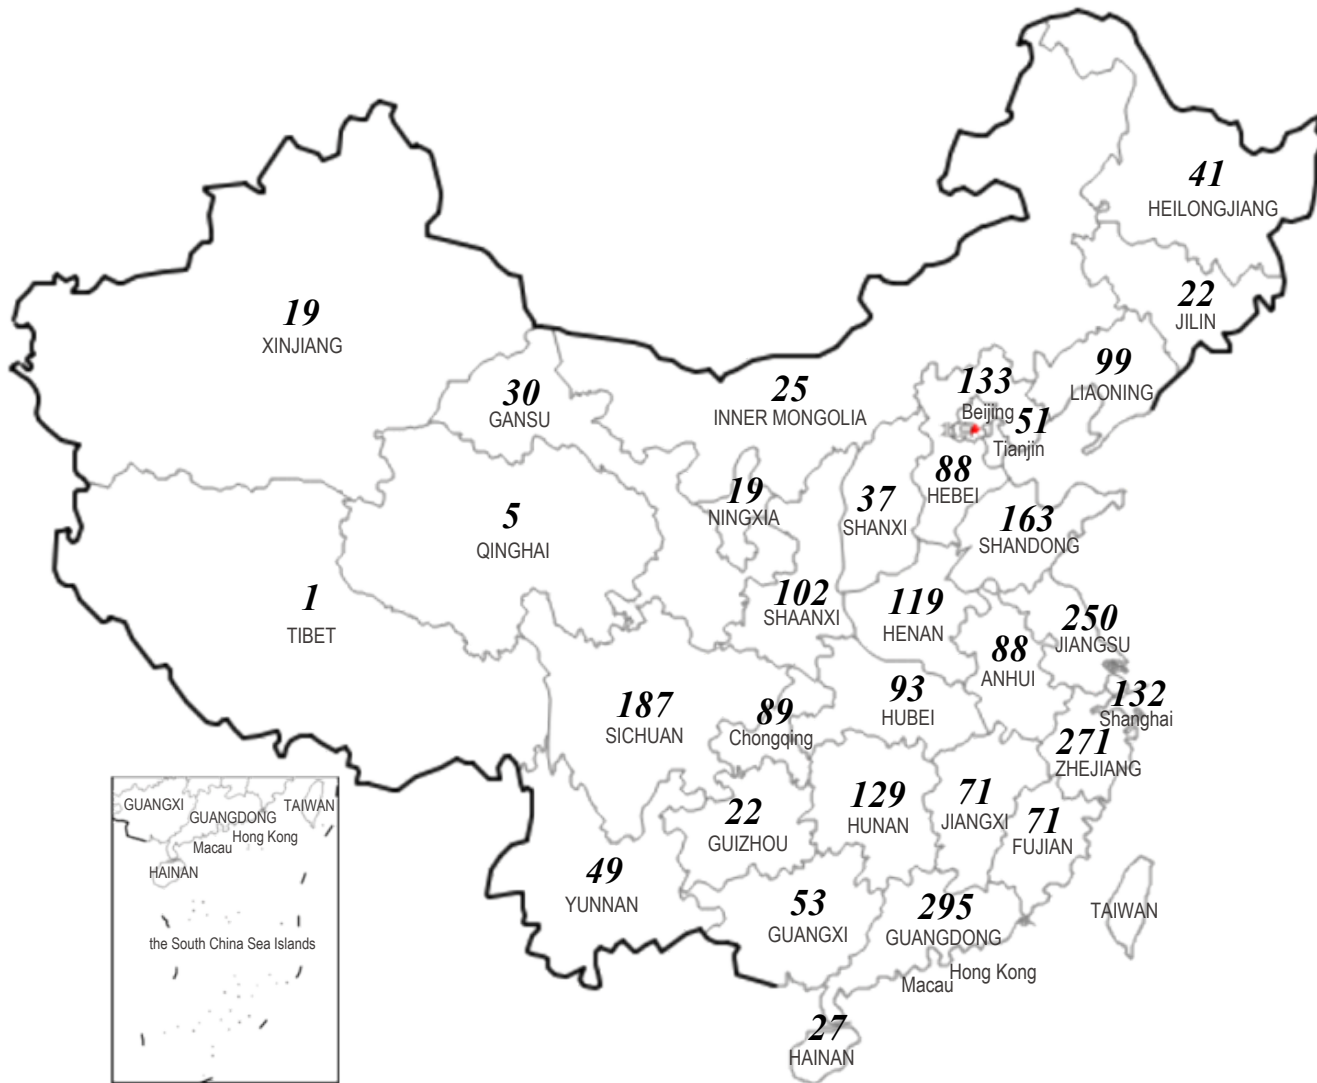 41
HEILONGJIANG
22
JILIN
19
XINJIANG
99
LIAONING
133
Beijing
30
GANSU
25
INNER MONGOLIA
51
Tianjin
88
HEBEI
19
NINGXIA
37
SHANXI
163
SHANDONG
5
QINGHAI
1
TIBET
102
SHAANXI
119
HENAN
250
JIANGSU
88
ANHUI
187
SICHUAN
89
Chongqing
93
HUBEI
132
Shanghai
271
ZHEJIANG
22
GUIZHOU
129
HUNAN
71
JIANGXI
71
FUJIAN
49
YUNNAN
53
GUANGXI
295
GUANGDONG
TAIWAN
Hong Kong
Macau
27
HAINAN
GUANGXI
TAIWAN
GUANGDONG
Hong Kong
Macau
HAINAN
the South China Sea Islands